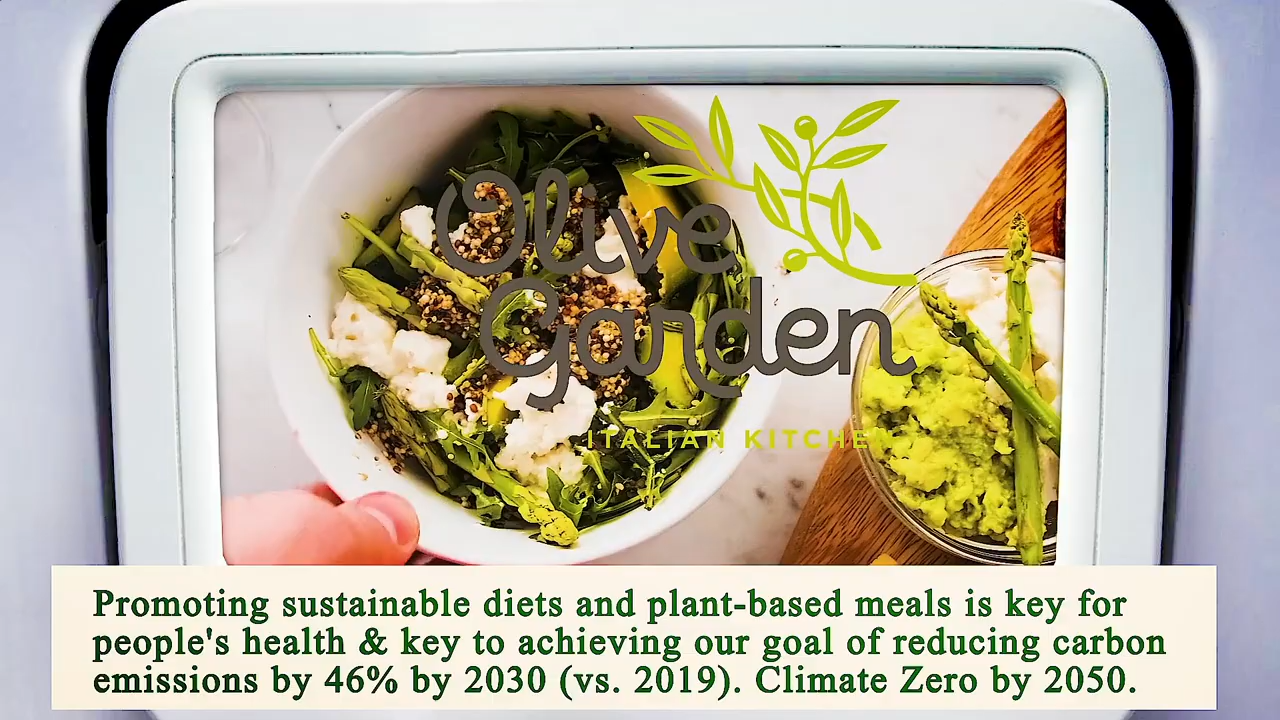 Olive
Garden
ITALIAN KITCHEN
Promoting sustainable diets and plant-based meals is key for
people's health & key to achieving our goal of reducing carbon
emissions by 46% by 2030 (vs. 2019). Climate Zero by 2050.